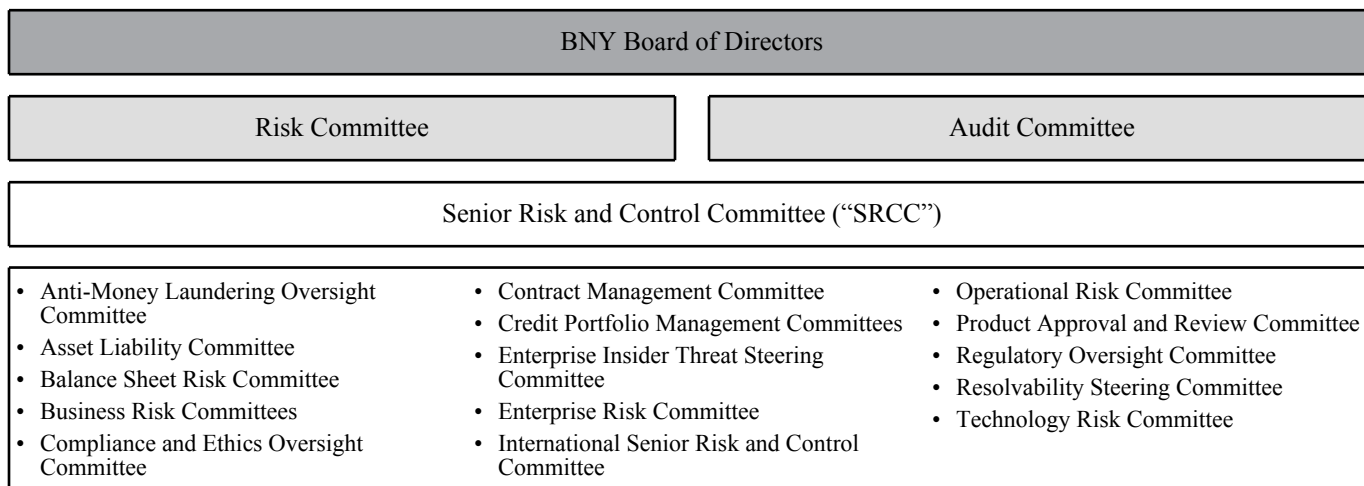 BNY Board of Directors
Risk Committee
Audit Committee
Senior Risk and Control Committee (“SRCC”)
• Anti-Money Laundering Oversight
Committee
• Asset Liability Committee
• Balance Sheet Risk Committee
• Business Risk Committees
• Compliance and Ethics Oversight
Committee
• Contract Management Committee
• Credit Portfolio Management Committees
• Enterprise Insider Threat Steering
Committee
• Enterprise Risk Committee
• International Senior Risk and Control
Committee
• Operational Risk Committee
• Product Approval and Review Committee
• Regulatory Oversight Committee
• Resolvability Steering Committee
• Technology Risk Committee